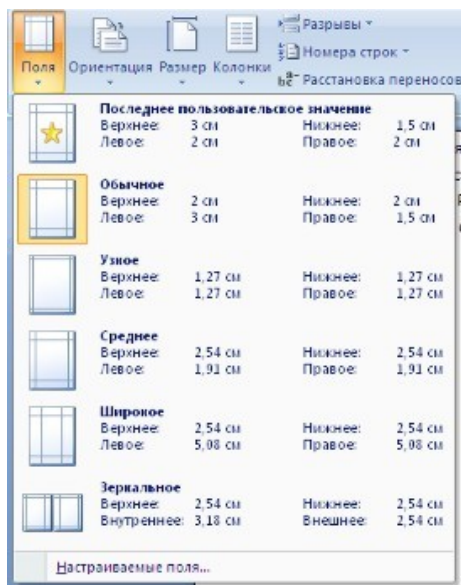 Разрывы
Номера строк
Поля Ориентация Размер Колонки
Расстановка переносов
Последнее пользовательское значение
Верхнее: 3 см Нижнее: 1,5 см
Левое: 2 см Правое: 2 см
Обычное
Верхнее: 2 см Нижнее: 2 см
Левое: 3 см Правое: 1,5 см
Узкое
Верхнее: 1,27 см Нижнее: 1,27 см
Левое: 1,27 см Правое: 1,27 см
Среднее
Верхнее: 2,54 см Нижнее: 2,54 см
Левое: 1,91 см Правое: 1,91 см
Широкое
Верхнее: 2,54 см Нижнее: 2,54 см
Левое: 5,08 см Правое: 5,08 см
Зеркальное
Верхнее: 2,54 см Нижнее: 2,54 см
Внутреннее: 3,18 см Внешнее: 2,54 см
Настраиваемые поля...